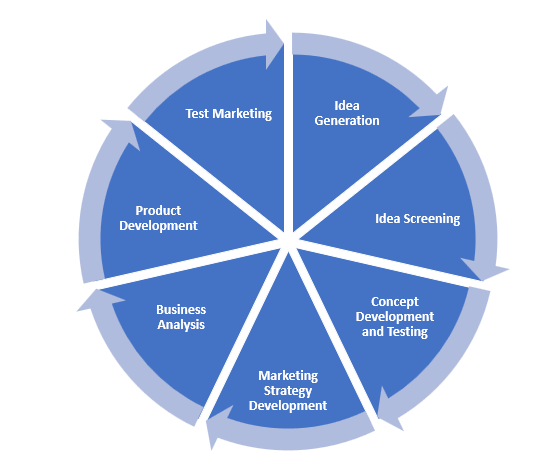 Idea
Generation
Idea Screening
Concept
Development
and Testing
Marketing
Strategy
Development
Business
Analysis
Product
Development
Test Marketing